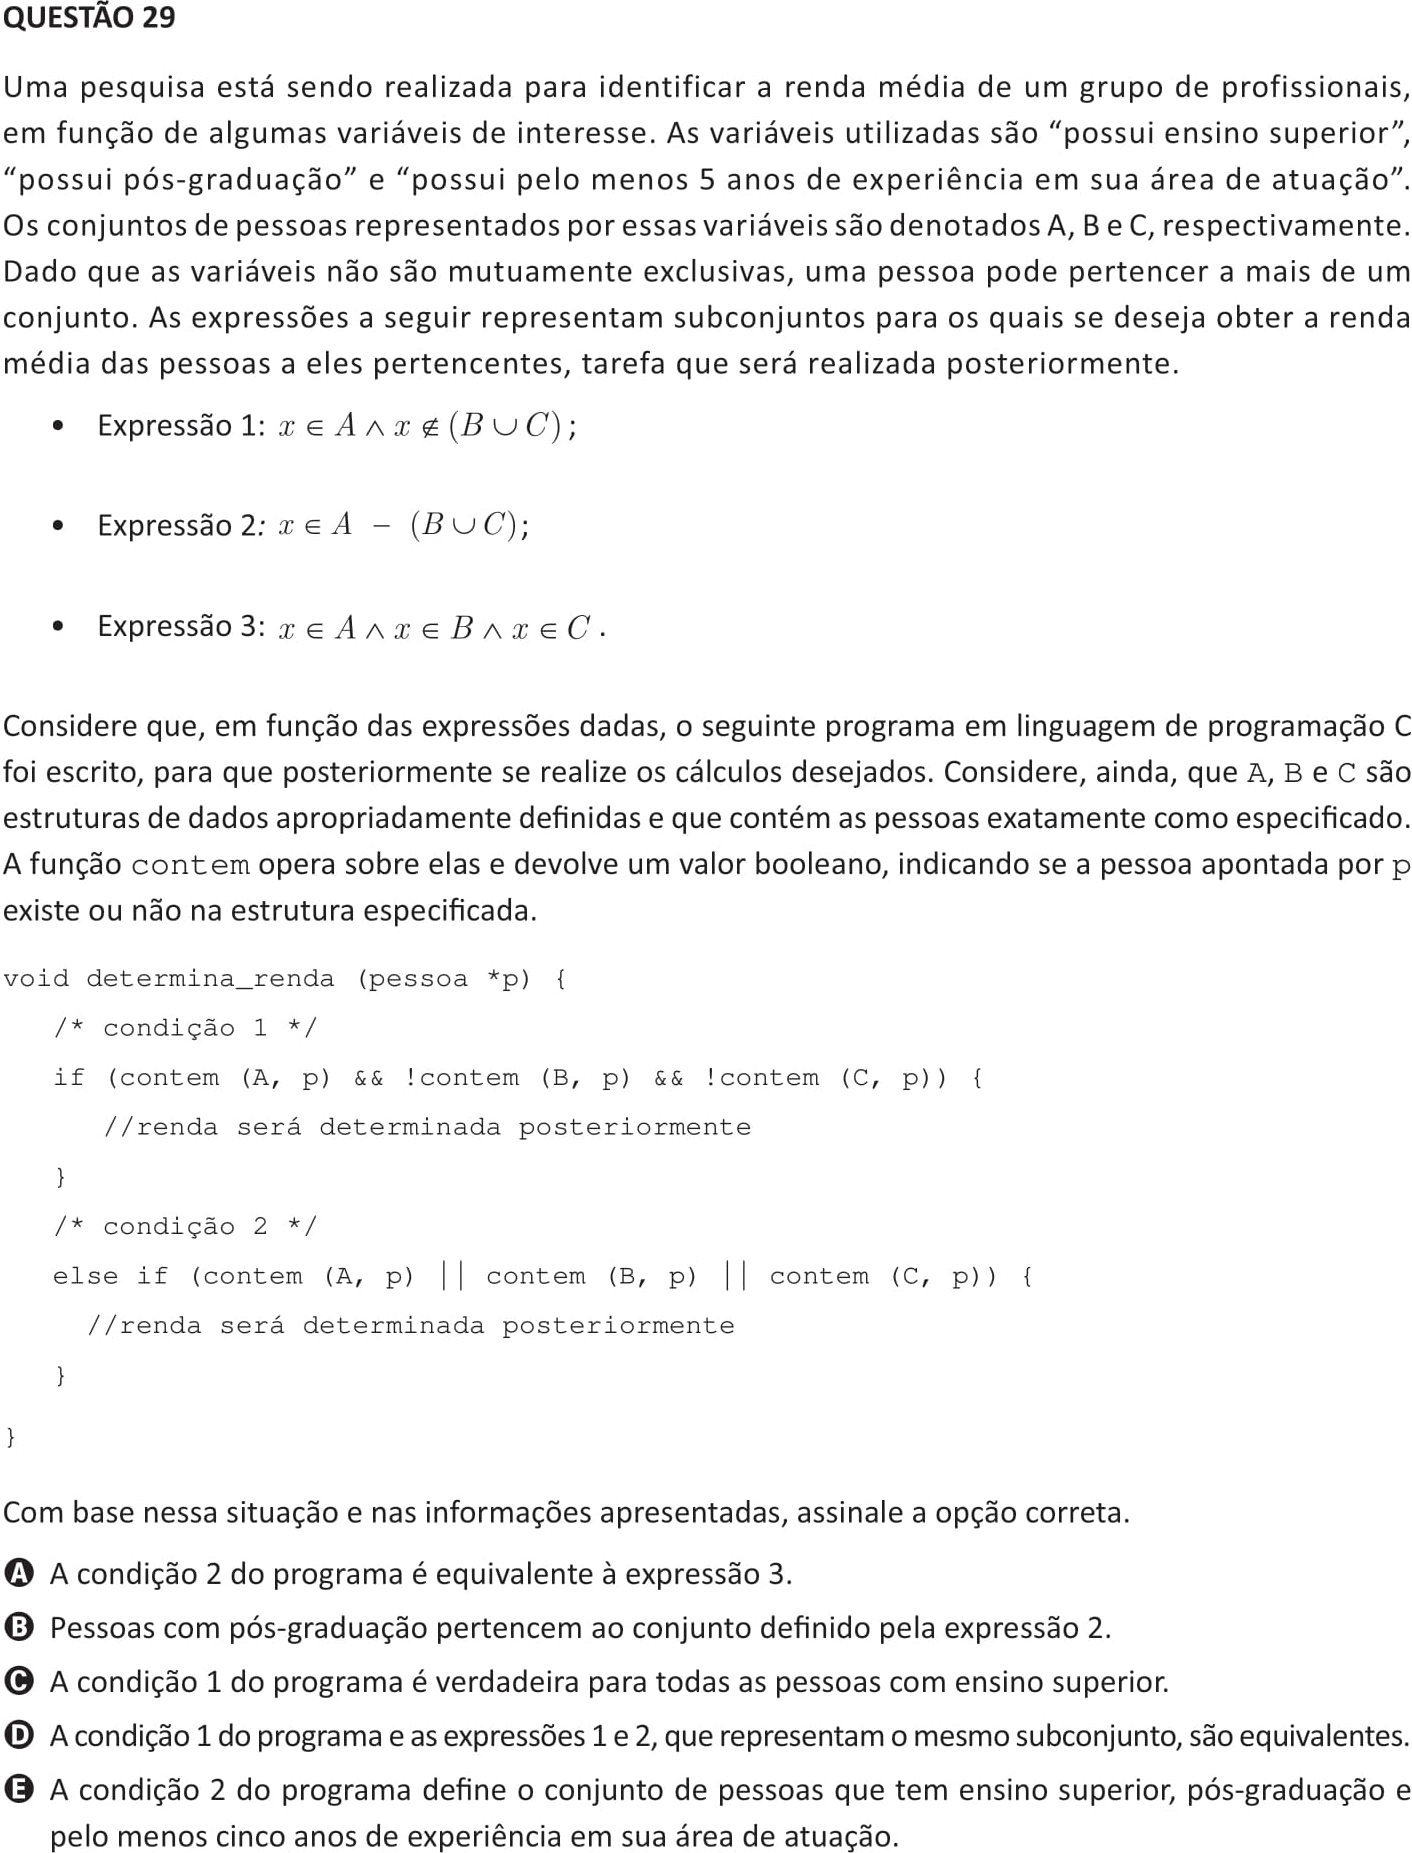 QUESTÃO 29
Uma pesquisa está sendo realizada para identificar a renda média de um grupo de profissionais,
em função de algumas variáveis de interesse. As variáveis utilizadas são “possui ensino superior”,
“possui pós-graduação” e “possui pelo menos 5 anos de experiência em sua área de atuação”.
Os conjuntos de pessoas representados por essas variáveis são denotados A, B e C, respectivamente.
Dado que as variáveis não são mutuamente exclusivas, uma pessoa pode pertencer a mais de um
conjunto. As expressões a seguir representam subconjuntos para os quais se deseja obter a renda
média das pessoas a eles pertencentes, tarefa que será realizada posteriormente.
• Expressão 1: x ∈ A ∧ x ∉ (B ∪ C);
• Expressão 2: x ∈ A − (B ∪ C);
• Expressão 3: x ∈ A ∧ x ∈ B ∧ x ∈ C.
Considere que, em função das expressões dadas, o seguinte programa em linguagem de programação C
foi escrito, para que posteriormente se realize os cálculos desejados. Considere, ainda, que A, B e C são
estruturas de dados apropriadamente definidas e que contém as pessoas exatamente como especificado.
A função contem opera sobre elas e devolve um valor booleano, indicando se a pessoa apontada por p
existe ou não na estrutura especificada.
void determina_renda (pessoa *p) {
/* condição 1 */
if (contem (A, p) && !contem (B, p) && !contem (C, p)) {
//renda será determinada posteriormente
}
/* condição 2 */
else if (contem (A, p) || contem (B, p) || contem (C, p)) {
//renda será determinada posteriormente
}
}
Com base nessa situação e nas informações apresentadas, assinale a opção correta.
A A condição 2 do programa é equivalente à expressão 3.
B Pessoas com pós-graduação pertencem ao conjunto definido pela expressão 2.
C A condição 1 do programa é verdadeira para todas as pessoas com ensino superior.
D A condição 1 do programa e as expressões 1 e 2, que representam o mesmo subconjunto, são equivalentes.
E A condição 2 do programa define o conjunto de pessoas que tem ensino superior, pós-graduação e
pelo menos cinco anos de experiência em sua área de atuação.